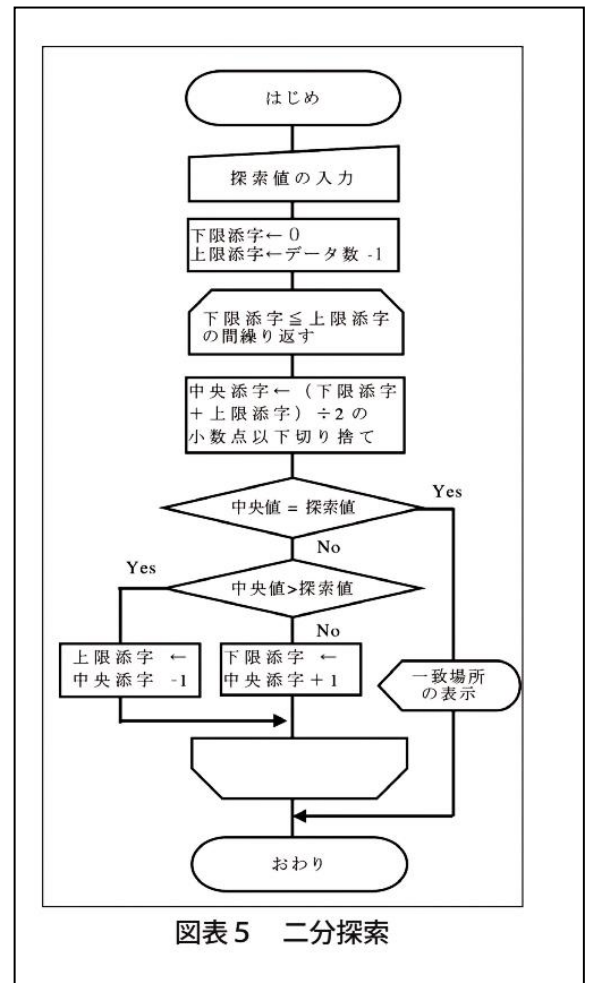 はじめ
探索値の入力
下限添字←0
上限添字←データ数 -1
下限添字≦上限添字
の間繰り返す
中央添字←（下限添字
＋上限添字）÷2の
小数点以下切り捨て
中央値 = 探索値
Yes
No
中央値>探索値
Yes
No
上限添字 ←
中央添字 -1
下限添字 ←
中央添字＋1
一致場所
の表示
おわり
図表5　二分探索